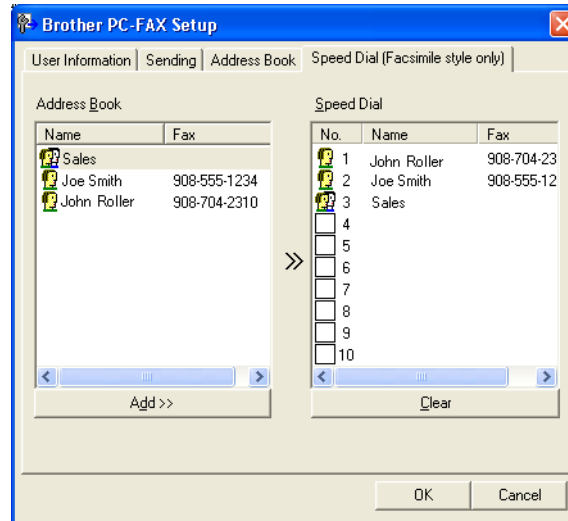 Brother PC-FAX Setup
User Information Sending Address Book Speed Dial (Facsimile style only)
Address Book Speed Dial
Name Fax No. Name Fax
Sales 1 John Roller 908-704-23
Joe Smith 908-555-1234 2 Joe Smith 908-555-12
John Roller 908-704-2310 3 Sales
4
5
6
7
8
9
10
Add >> Clear
OK Cancel